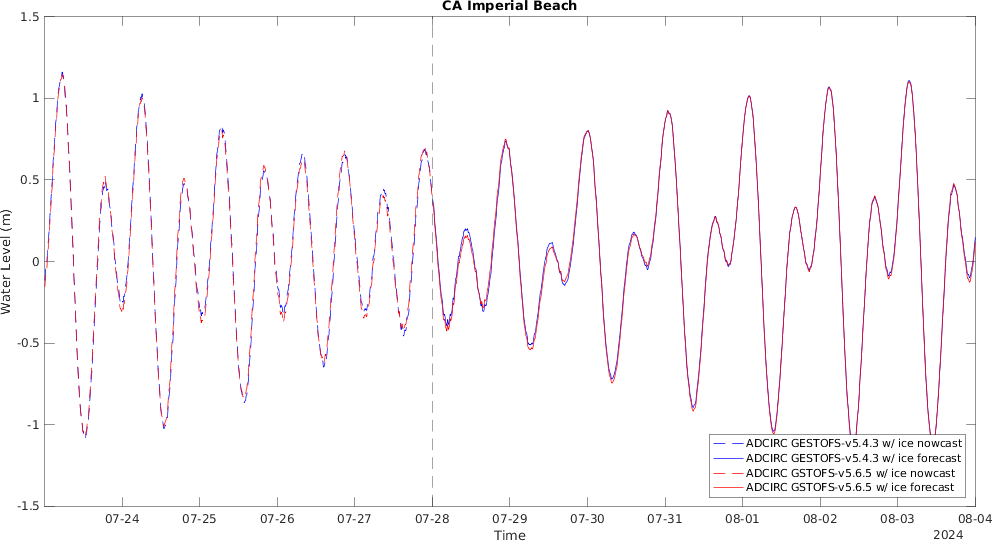 CA Imperial Beach
1.5
1
0.5
0
-0.5
-1
-1.5
Water Level (m)
ADCIRC GESTOFS-v5.4.3 w/ ice nowcast
ADCIRC GESTOFS-v5.4.3 w/ ice forecast
ADCIRC GSTOFS-v5.6.5 w/ ice nowcast
ADCIRC GSTOFS-v5.6.5 w/ ice forecast
07-24 07-25 07-26 07-27 07-28 07-29 07-30 07-31 08-01 08-02 08-03 08-04
Time
2024